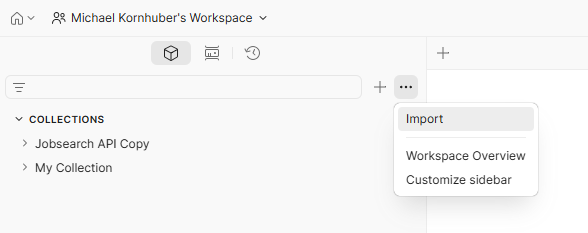 Michael Kornhuber's Workspace
COLLECTIONS
Jobsearch API Copy
My Collection
Import
Workspace Overview
Customize sidebar